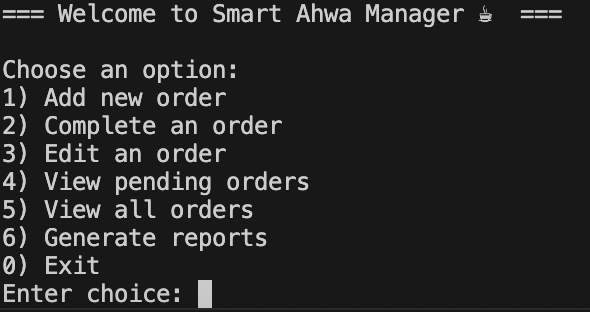 === Welcome to Smart Ahwa Manager ☕ ===
Choose an option:
1) Add new order
2) Complete an order
3) Edit an order
4) View pending orders
5) View all orders
6) Generate reports
0) Exit
Enter choice: